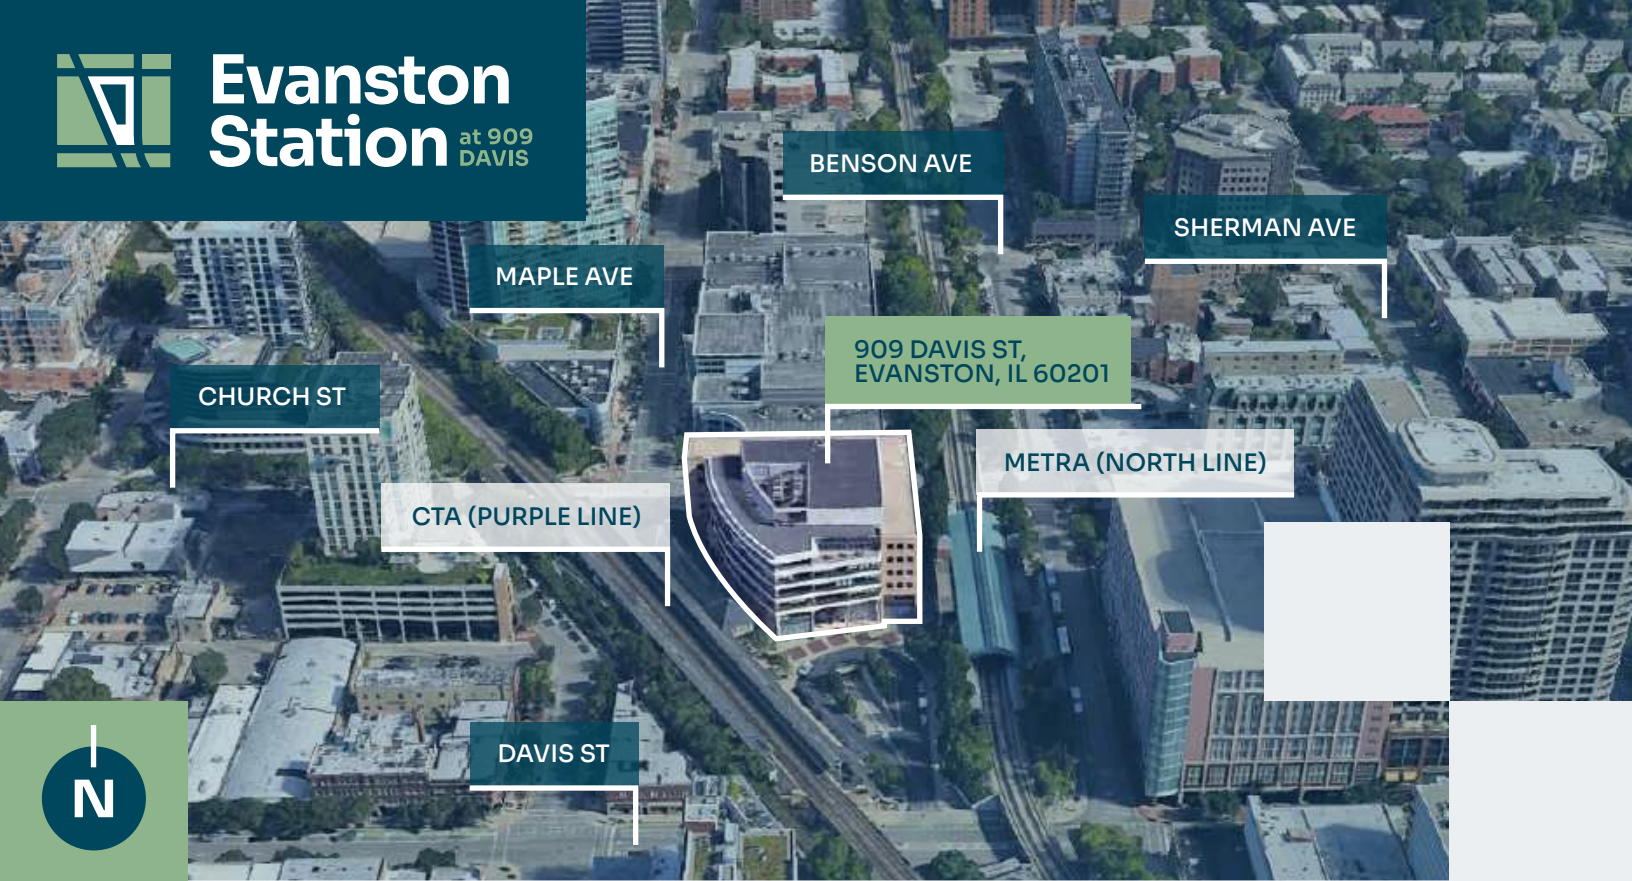 Evanston
Station at 909
DAVIS
BENSON AVE
SHERMAN AVE
MAPLE AVE
909 DAVIS ST,
EVANSTON, IL 60201
CHURCH ST
METRA (NORTH LINE)
CTA (PURPLE LINE)
DAVIS ST
N